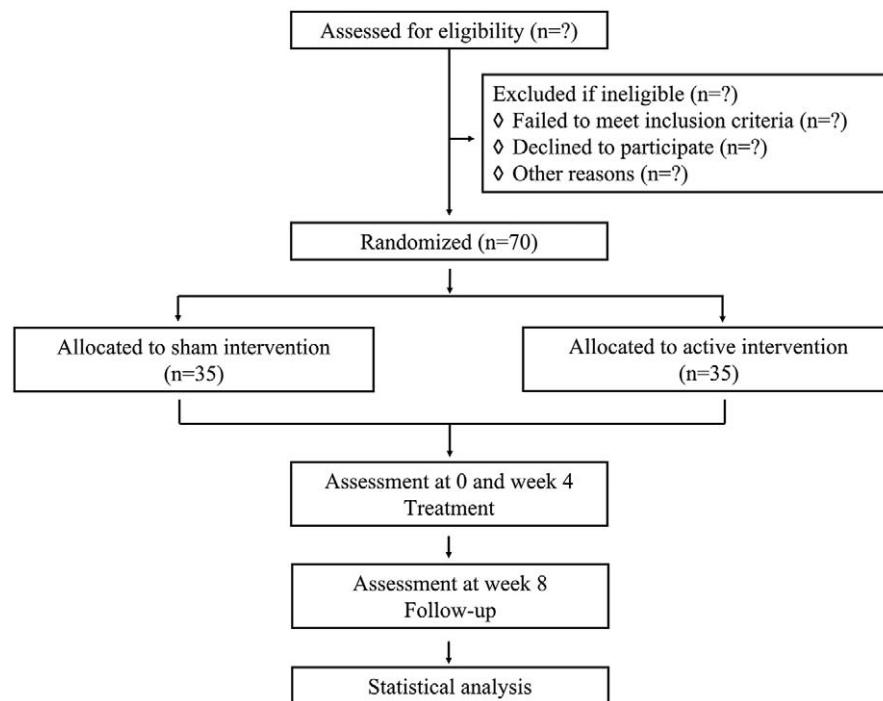 Assessed for eligibility (n=?)
Excluded if ineligible (n=?)
◊ Failed to meet inclusion criteria (n=?)
◊ Declined to participate (n=?)
◊ Other reasons (n=?)
Randomized (n=70)
Allocated to sham intervention
(n=35)
Allocated to active intervention
(n=35)
Assessment at 0 and week 4
Treatment
Assessment at week 8
Follow-up
Statistical analysis